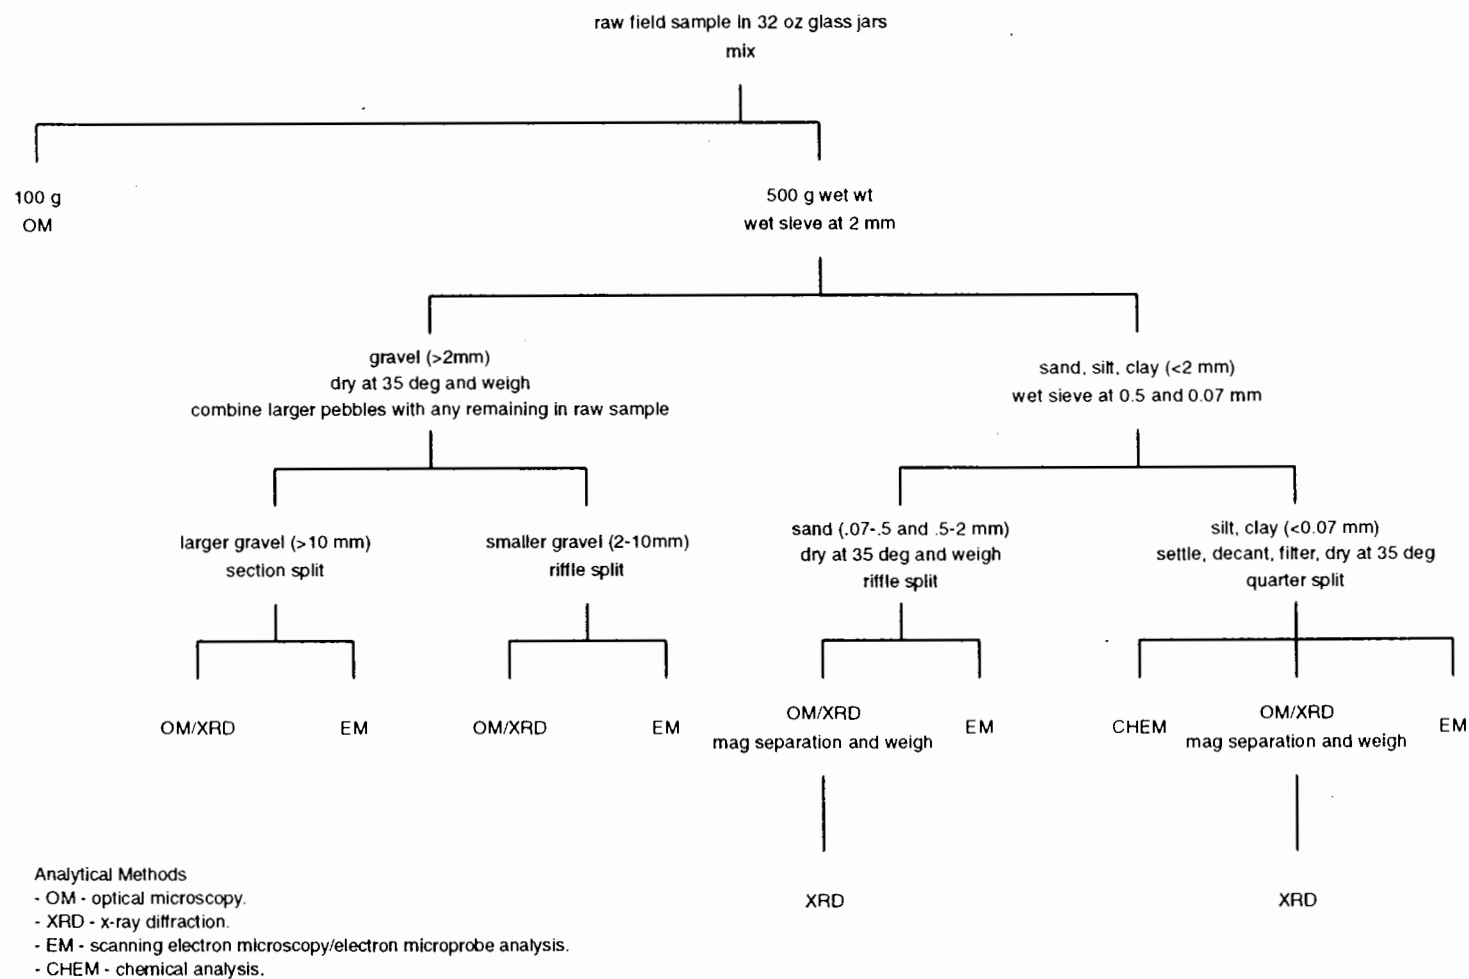 raw field sample in 32 oz glass jars
mix
100 g
OM
500 g wet wt
wet sieve at 2 mm
gravel (>2mm)
dry at 35 deg and weigh
combine larger pebbles with any remaining in raw sample
sand, silt, clay (<2 mm)
wet sieve at 0.5 and 0.07 mm
larger gravel (>10 mm)
section split
smaller gravel (2-10mm)
riffle split
sand (.07-.5 and .5-2 mm)
dry at 35 deg and weigh
riffle split
silt, clay (<0.07 mm)
settle, decant, filter, dry at 35 deg
quarter split
OM/XRD
EM
OM/XRD
EM
OM/XRD
mag separation and weigh
EM
CHEM
OM/XRD
mag separation and weigh
EM
XRD
XRD
Analytical Methods
- OM - optical microscopy.
- XRD - x-ray diffraction.
- EM - scanning electron microscopy/electron microprobe analysis.
- CHEM - chemical analysis.